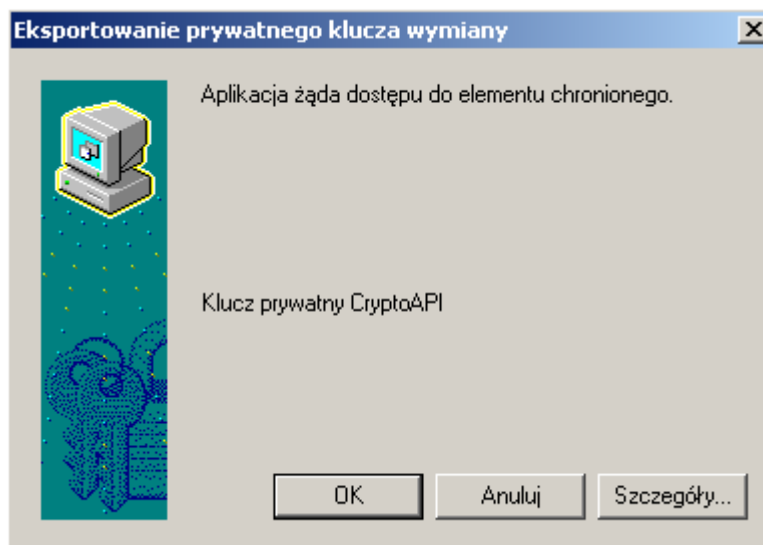 Eksportowanie prywatnego klucza wymiany
Aplikacja żąda dostępu do elementu chronionego.
Klucz prywatny CryptoAPI
OK
Anuluj
Szczegóły...